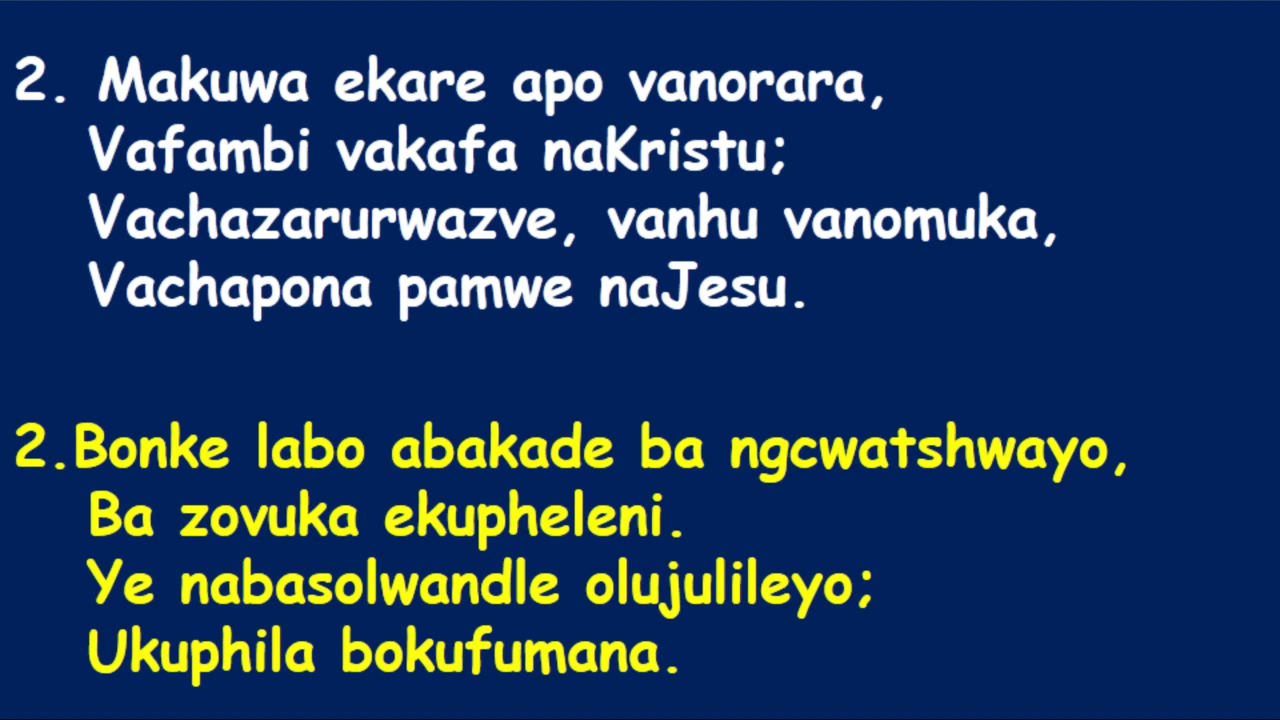 2. Makuwa ekare apo vanorara,
Vafambi vakafa naKristu;
Vachazarurwazve, vanhu vanomuka,
Vachapona pamwe naJesu.
2.Bonke labo abakade ba ngcwatshwayo,
Ba zovuka ekupheleni.
Ye nabasolwandle olujulileyo;
Ukuphila bokufumana.